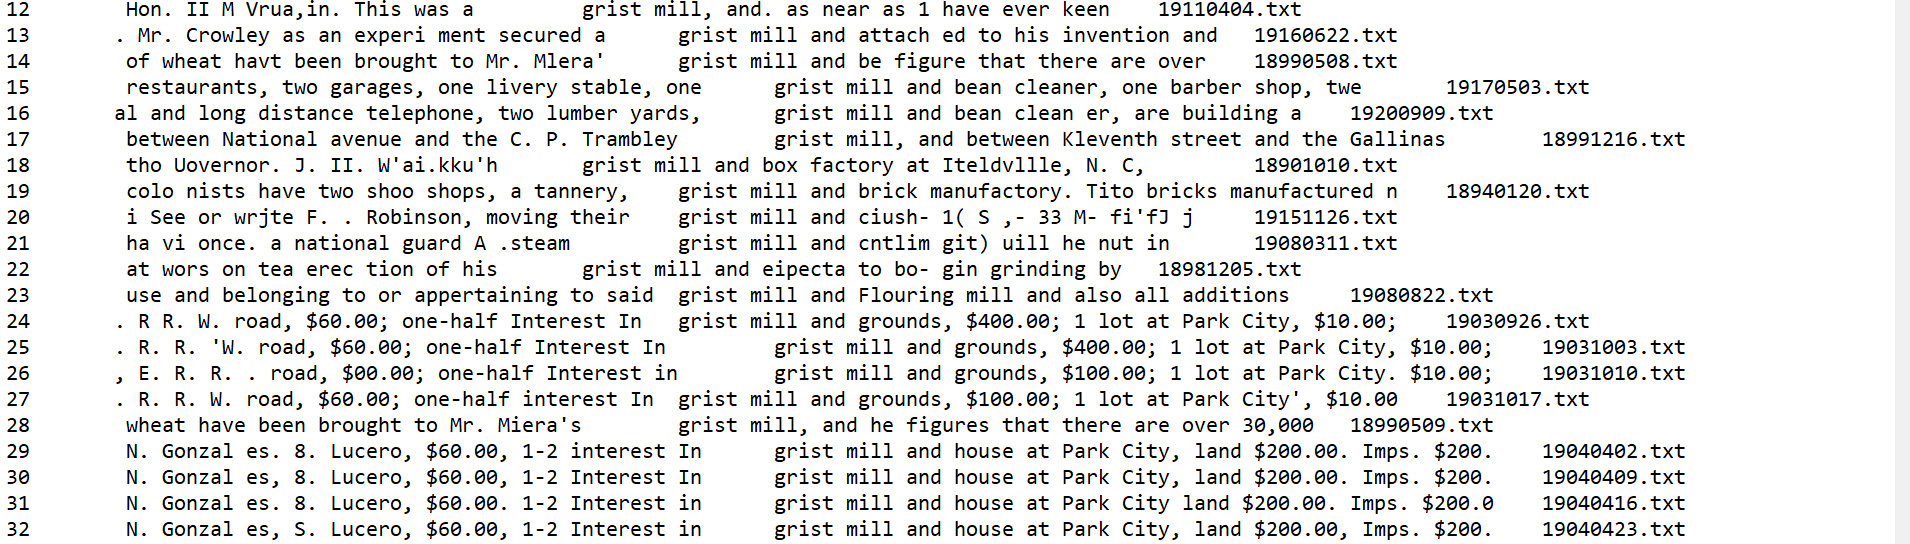 12 Hon. II M Vrua,in. This was a grist mill, and. as near as 1 have ever keen 19110404.txt
13 . Mr. Crowley as an experi ment secured a grist mill and attach ed to his invention and 19160622.txt
14 of wheat havt been brought to Mr. Mlera' grist mill and be figure that there are over 18990508.txt
15 restaurants, two garages, one livery stable, one grist mill and bean cleaner, one barber shop, twe 19170503.txt
16 al and long distance telephone, two lumber yards, grist mill and bean clean er, are building a 19200909.txt
17 between National avenue and the C. P. Trambley grist mill, and between Kleventh street and the Gallinas 18991216.txt
18 tho Uovernor. J. II. W'ai.kku'h grist mill and box factory at Iteldvllle, N. C, 18901010.txt
19 colo nists have two shoo shops, a tannery, grist mill and brick manufactory. Tito bricks manufactured n 18940120.txt
20 i See or wrjte F. . Robinson, moving their grist mill and ciush- 1( S ,- 33 M- fi'fJ j 19151126.txt
21 ha vi once. a national guard A .steam grist mill and cntlim git) uill he nut in 19080311.txt
22 at wors on tea erec tion of his grist mill and eipecta to bo- gin grinding by 18981205.txt
23 use and belonging to or appertaining to said grist mill and Flouring mill and also all additions 19080822.txt
24 . R R. W. road, $60.00; one-half Interest In grist mill and grounds, $400.00; 1 lot at Park City, $10.00; 19030926.txt
25 . R. R. 'W. road, $60.00; one-half Interest In grist mill and grounds, $400.00; 1 lot at Park City, $10.00; 19031003.txt
26 , E. R. R. . road, $00.00; one-half Interest in grist mill and grounds, $100.00; 1 lot at Park City. $10.00; 19031010.txt
27 . R. R. W. road, $60.00; one-half interest In grist mill and grounds, $100.00; 1 lot at Park City', $10.00 19031017.txt
28 wheat have been brought to Mr. Miera's grist mill, and he figures that there are over 30,000 18990509.txt
29 N. Gonzal es. 8. Lucero, $60.00, 1-2 interest In grist mill and house at Park City, land $200.00. Imps. $200. 19040402.txt
30 N. Gonzal es, 8. Lucero, $60.00, 1-2 Interest In grist mill and house at Park City, land $200.00. Imps. $200. 19040409.txt
31 N. Gonzal es. 8. Lucero, $60.00. 1-2 Interest in grist mill and house at Park City land $200.00. Imps. $200.0 19040416.txt
32 N. Gonzal es, S. Lucero, $60.00, 1-2 Interest in grist mill and house at Park City, land $200.00, Imps. $200. 19040423.txt